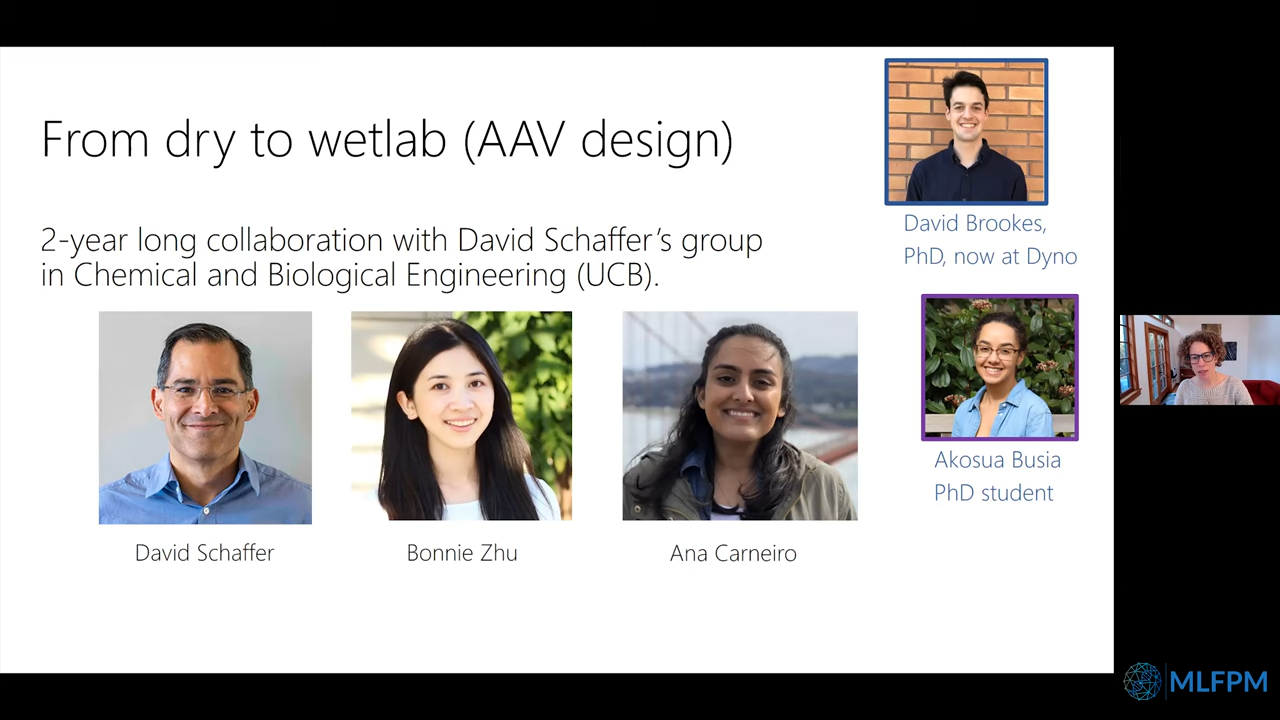 From dry to wetlab (AAV design)
2-year long collaboration with David Schaffer's group
in Chemical and Biological Engineering (UCB).
David Schaffer
Bonnie Zhu
Ana Carneiro
David Brookes,
PhD, now at Dyno
Akosua Busia
PhD student
MLFPM